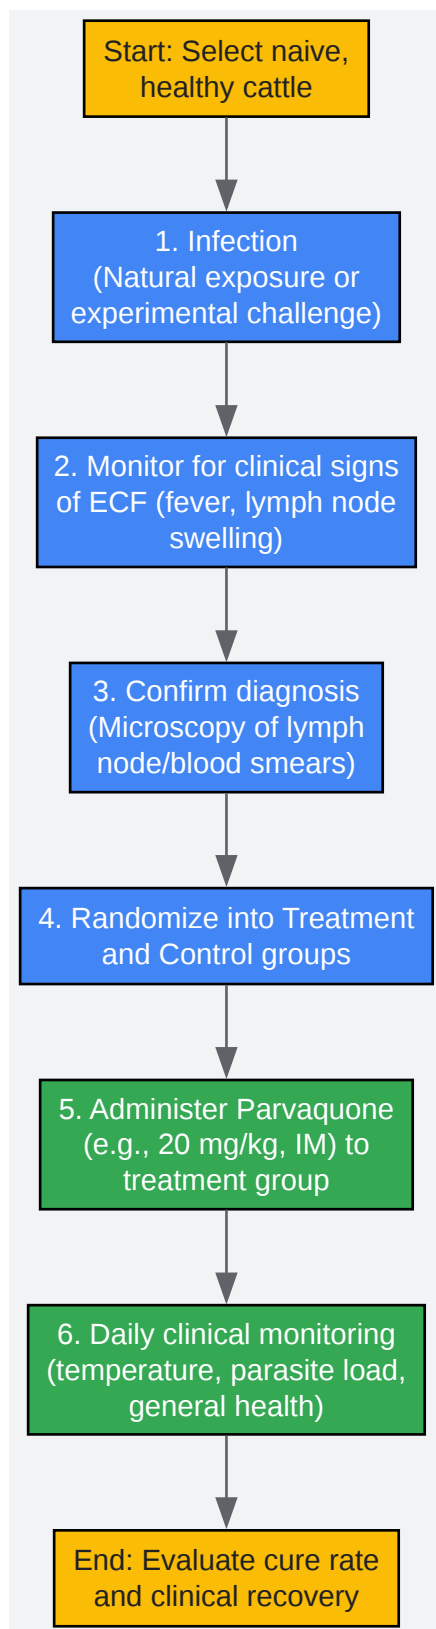 Start: Select naive,
healthy cattle
1. Infection
(Natural exposure or
experimental challenge)
2. Monitor for clinical signs
of ECF (fever, lymph node
swelling)
3. Confirm diagnosis
(Microscopy of lymph
node/blood smears)
4. Randomize into Treatment
and Control groups
5. Administer Parvaquone
(e.g., 20 mg/kg, IM) to
treatment group
6. Daily clinical monitoring
(temperature, parasite load,
general health)
End: Evaluate cure rate
and clinical recovery